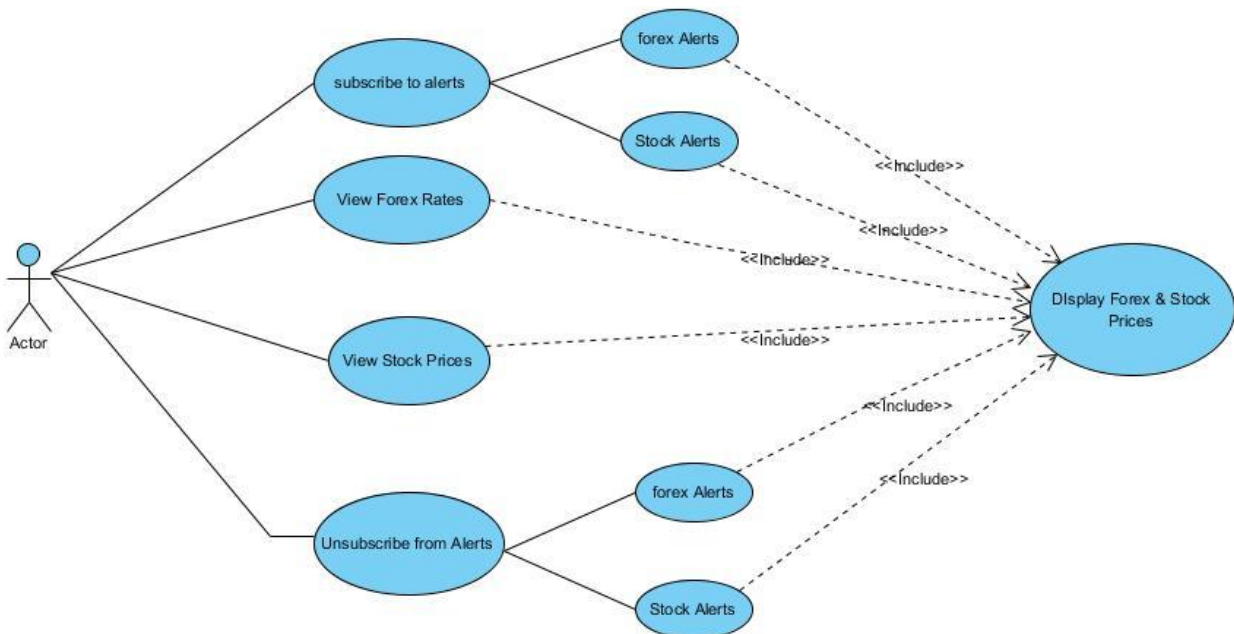 forex Alerts
subscribe to alerts
Stock Alerts
<<Include>>
View Forex Rates
<<Include>>
<<Include>>
DIsplay Forex & Stock
Prices
Actor
View Stock Prices
<<Include>>
<<Include>>
forex Alerts
<<Include>>
Unsubscribe from Alerts
Stock Alerts